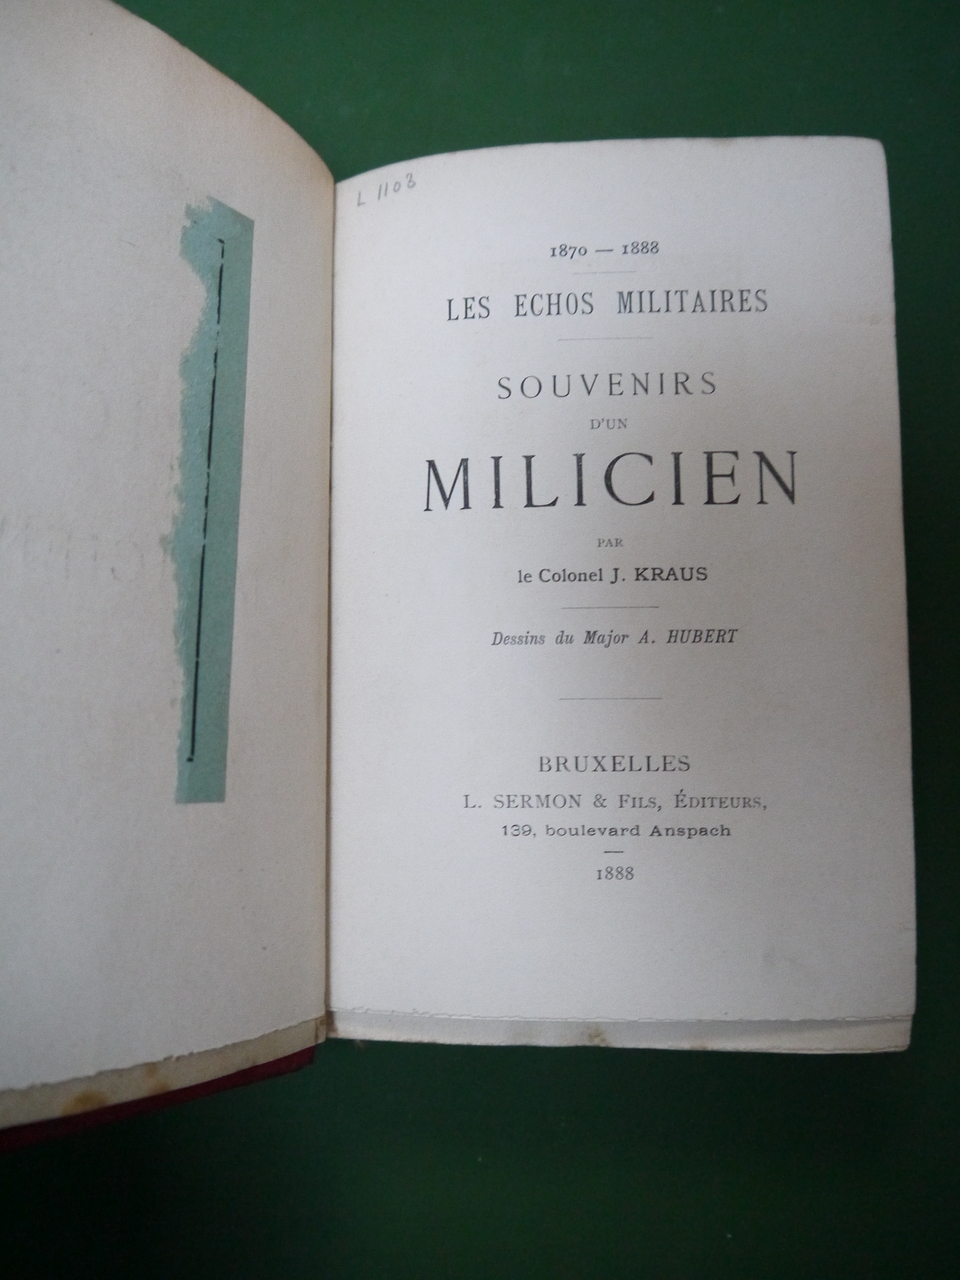 L 1103
1870 — 1888
LES ECHOS MILITAIRES
SOUVENIRS
D'UN
MILICIEN
PAR
le Colonel J. KRAUS
Dessins du Major A. HUBERT
BRUXELLES
L. SERMON & FILS, ÉDITEURS,
139, boulevard Anspach
1888